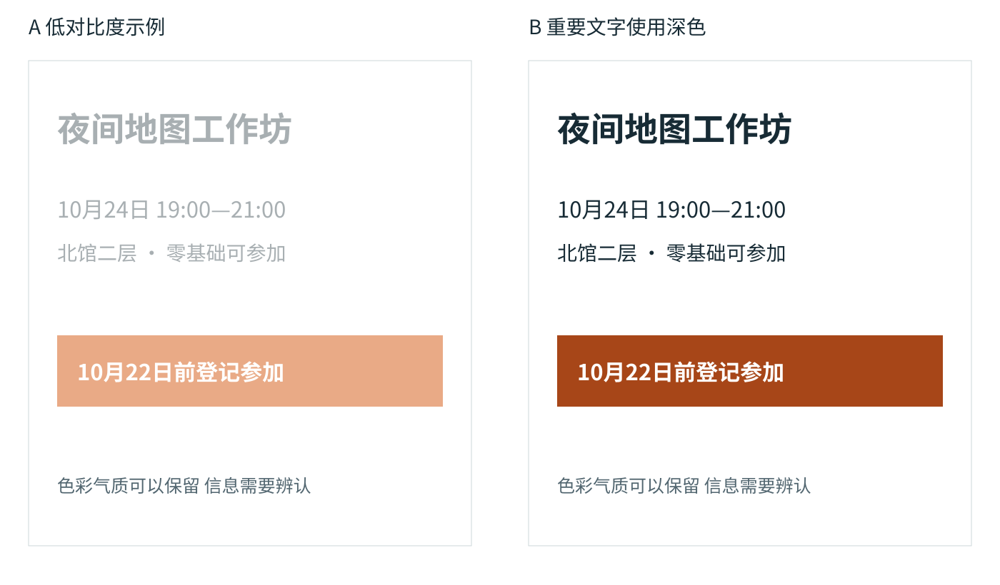 A 低对比度示例
夜间地图工作坊
10月24日 19:00—21:00
北馆二层 · 零基础可参加
10月22日前登记参加
色彩气质可以保留 信息需要辨认
B 重要文字使用深色
夜间地图工作坊
10月24日 19:00—21:00
北馆二层 · 零基础可参加
10月22日前登记参加
色彩气质可以保留 信息需要辨认